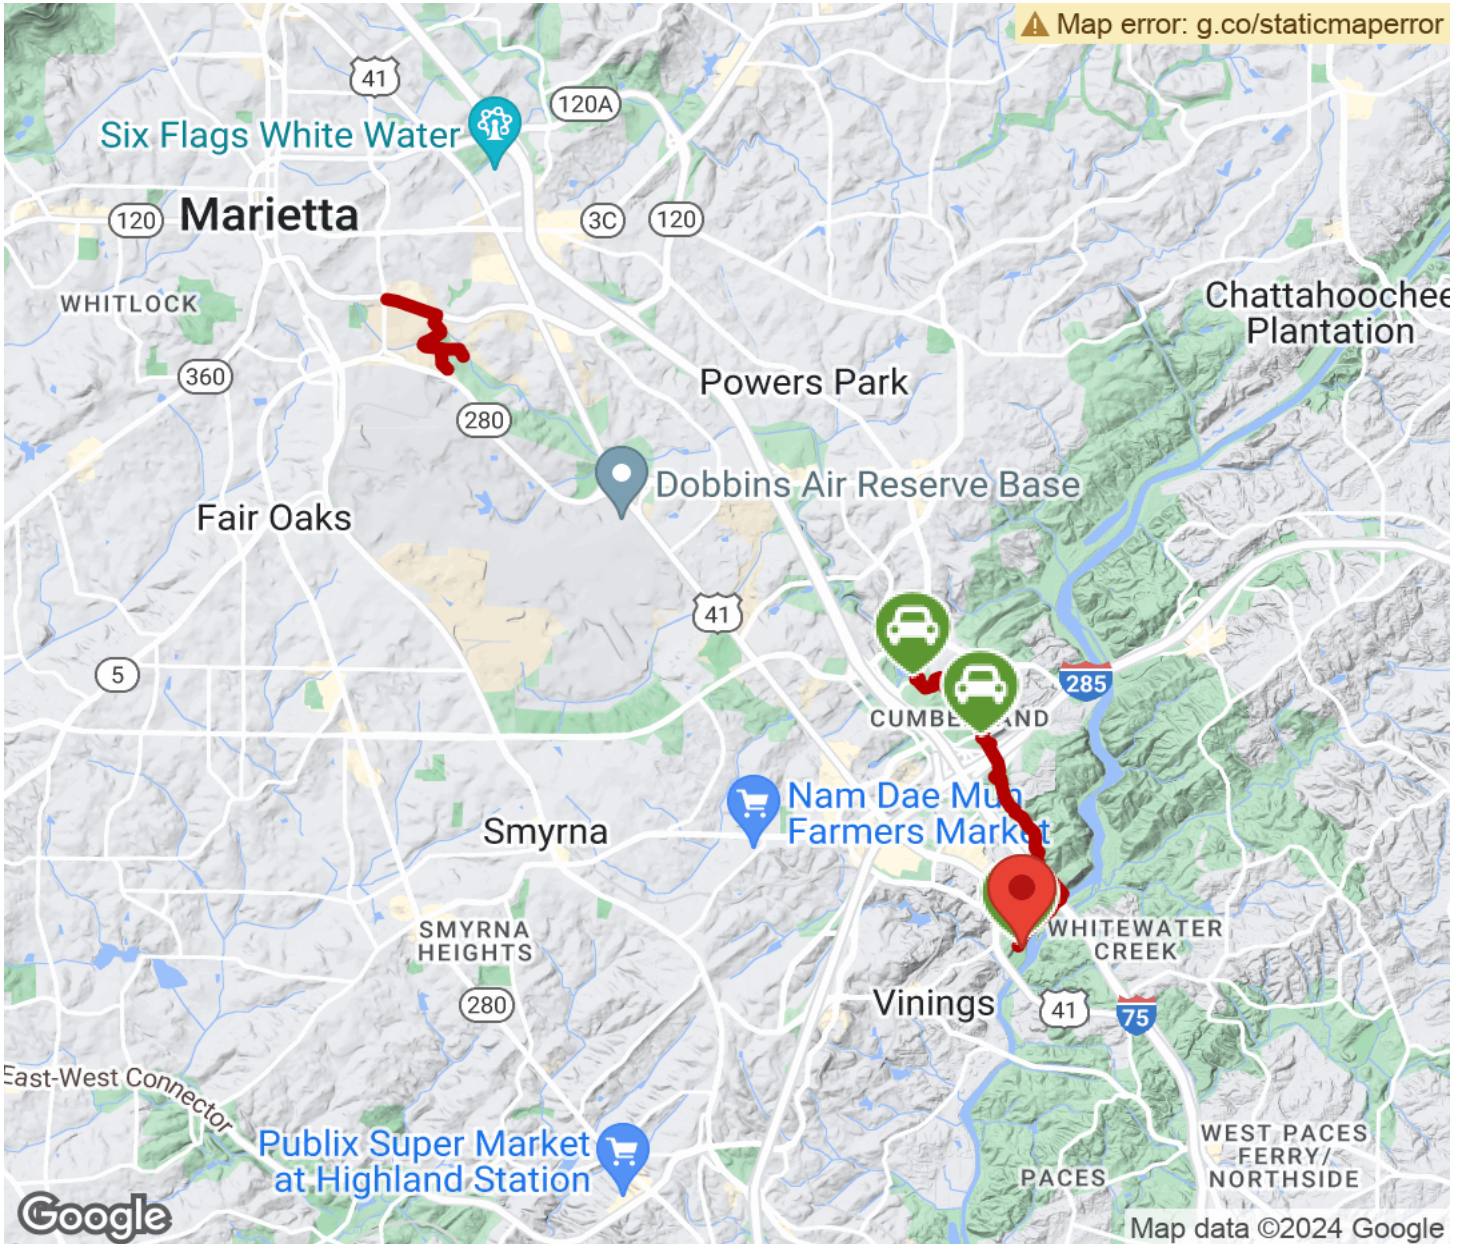 Map error: g.co/staticmaperror
41
120A
Six Flags White Water
120
Marietta
3C
120
WHITLOCK
Chattahoochee
Plantation
360
Powers Park
280
Dobbins Air Reserve Base
Fair Oaks
41
5
285
CUMBE AND
Nam Dae Mun
Farmers Market
Smyrna
SMYRNA
HEIGHTS
WHITEWATER
CREEK
280
Vinings
41
75
East-West Connector
Publix Super Market
at Highland Station
WEST PACES
FERRY/
NORTHSIDE
PACES
Google
Map data ©2024 Google